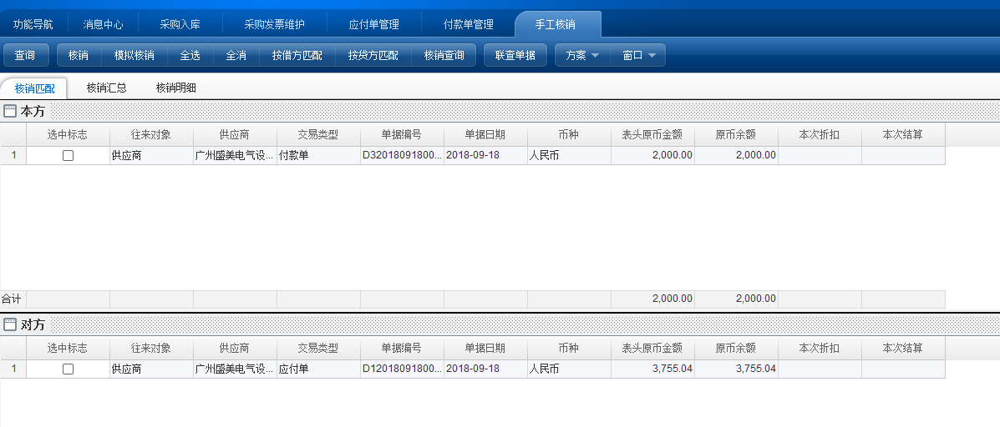 功能导航 消息中心 采购入库 采购发票维护 应付单管理 付款单管理 手工核销
查询 核销 模拟核销 全选 全消 按借方匹配 按贷方匹配 核销查询 联查单据 方案 窗口
核销匹配 核销汇总 核销明细
本方
选中标志 往来对象 供应商 交易类型 单据编号 单据日期 币种 表头原币金额 原币余额 本次折扣 本次结算
1 供应商 广州盛美电气设... 付款单 D32018091800... 2018-09-18 人民币 2,000.00 2,000.00
合计 2,000.00 2,000.00
对方
选中标志 往来对象 供应商 交易类型 单据编号 单据日期 币种 表头原币金额 原币余额 本次折扣 本次结算
1 供应商 广州盛美电气设... 应付单 D12018091800... 2018-09-18 人民币 3,755.04 3,755.04